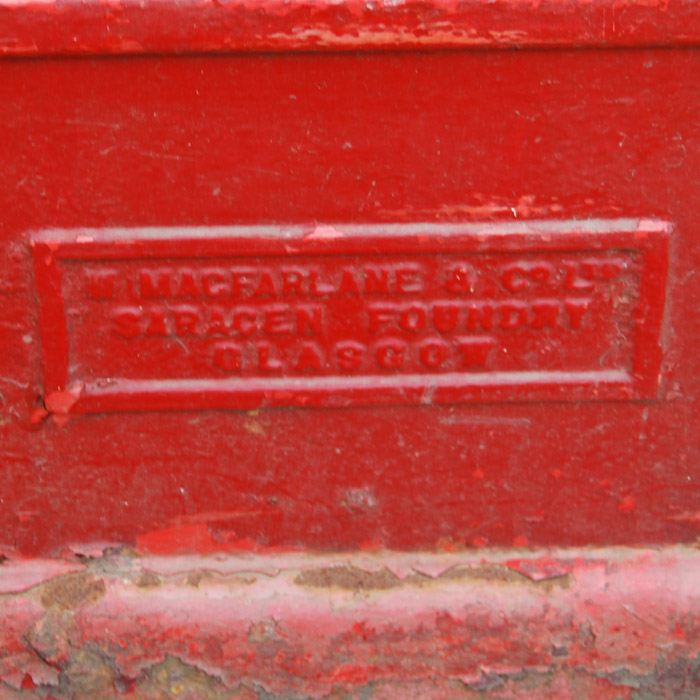 W. MACFARLANE & Co. LTD
SARACEN FOUNDRY
GLASGOW